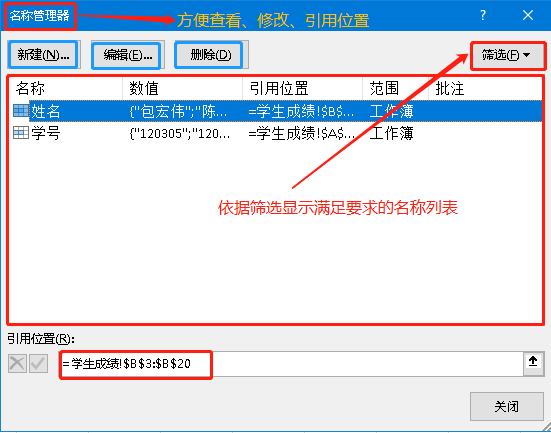 名称管理器
方便查看、修改、引用位置
? ×
新建(N)... 编辑(E)... 删除(D) 筛选(F)
名称 数值 引用位置 范围 批注
姓名 {"包宏伟";"陈... =学生成绩!$B$... 工作簿
学号 {"120305";"120... =学生成绩!$A$... 工作簿
依据筛选显示满足要求的名称列表
引用位置(R):
=学生成绩!$B$3:$B$20
关闭